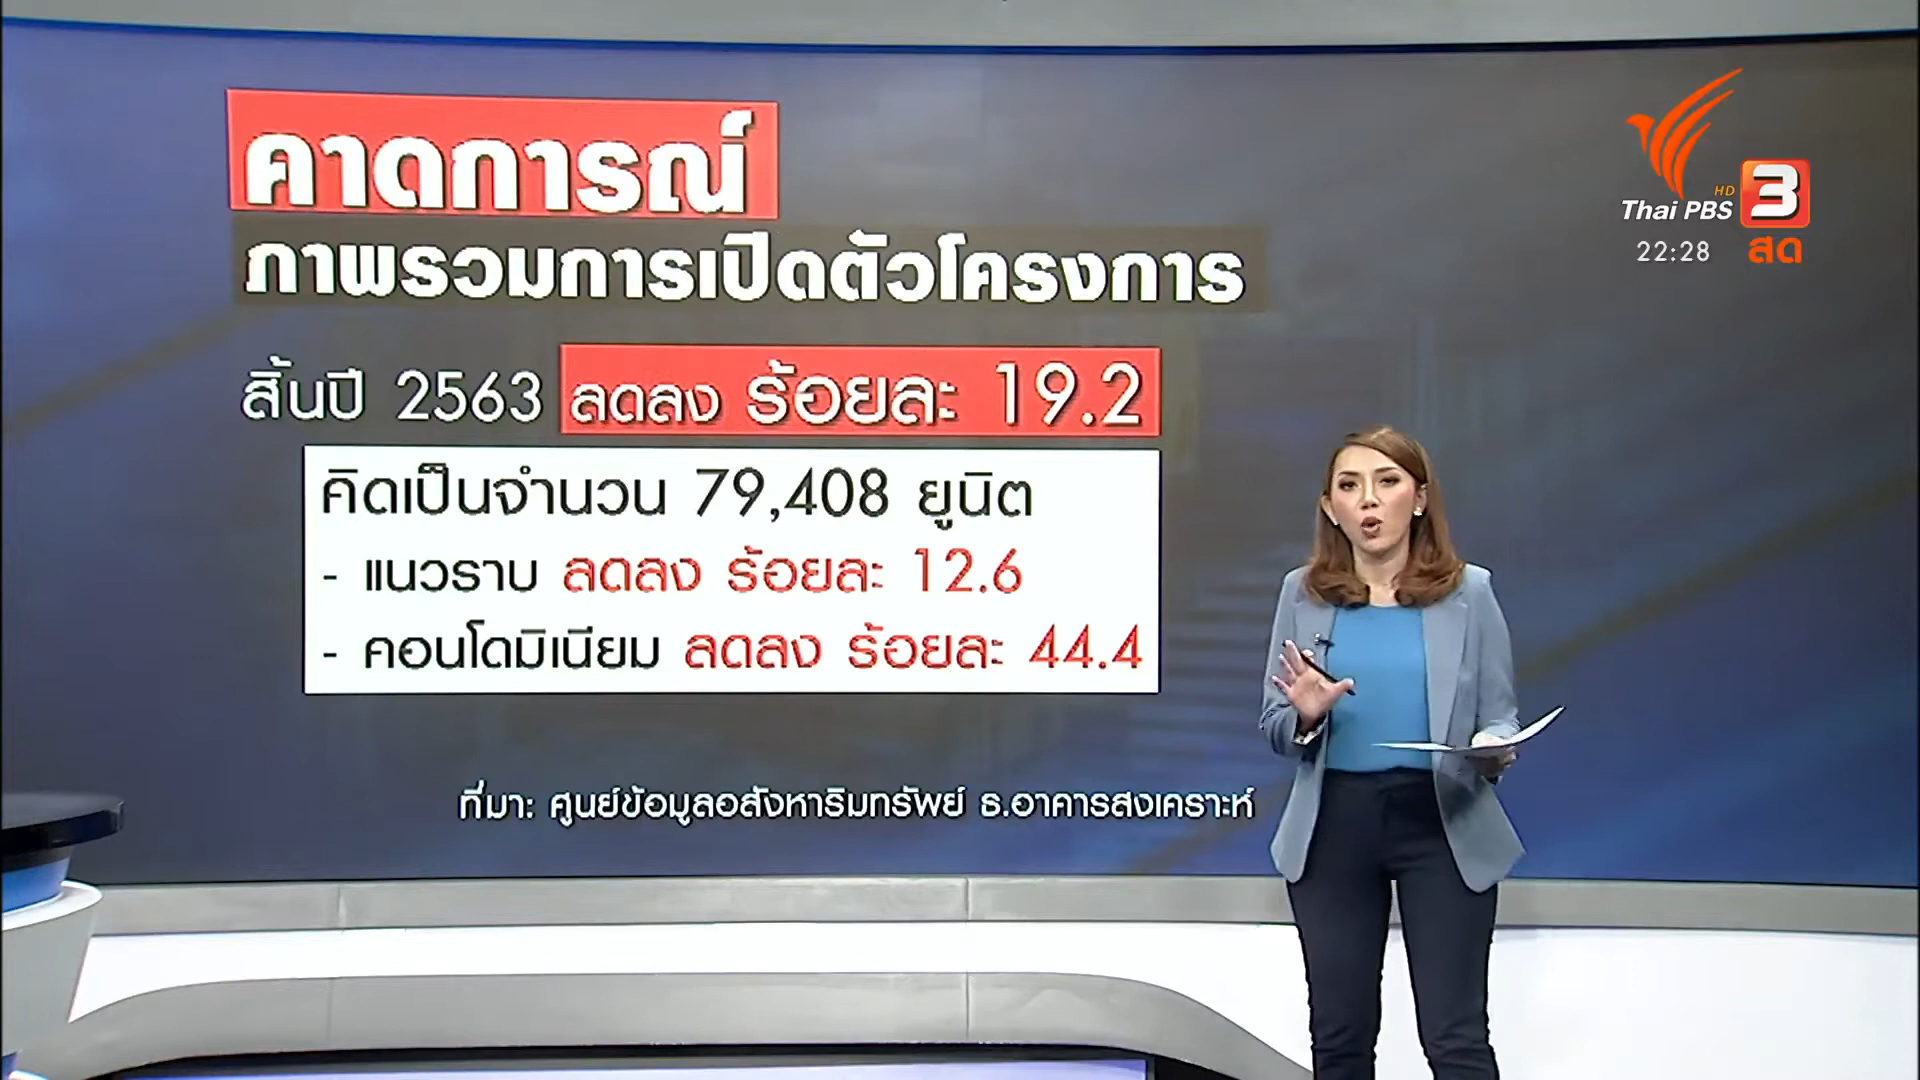 คาดการณ์
ภาพรวมการเปิดตัวโครงการ
สิ้นปี 2563 ลดลง ร้อยละ 19.2
คิดเป็นจำนวน 79,408 ยูนิต
- แนวราบ ลดลง ร้อยละ 12.6
- คอนโดมิเนียม ลดลง ร้อยละ 44.4
ที่มา: ศูนย์ข้อมูลอสังหาริมทรัพย์ ธ.อาคารสงเคราะห์
HD
Thai PBS 3
22:28 สด